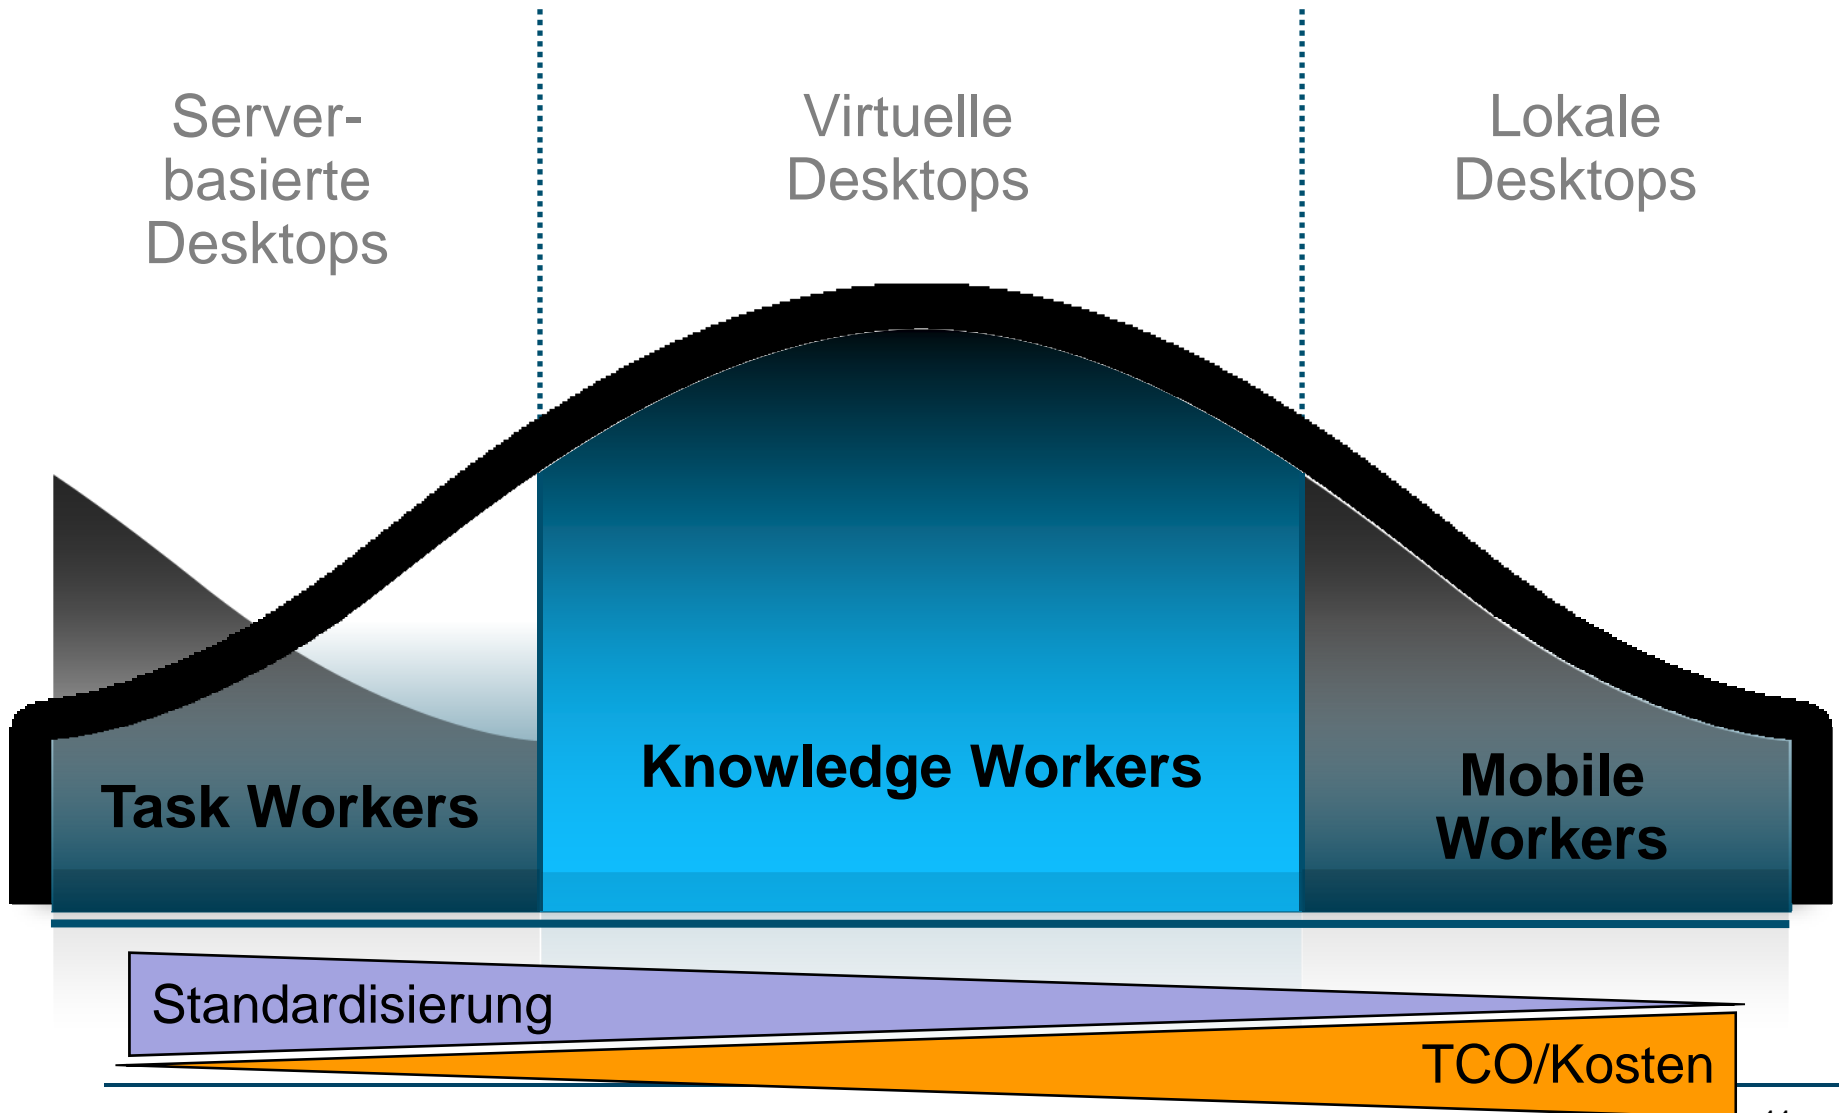 Server-
basierte
Desktops
Virtuelle
Desktops
Lokale
Desktops
Task Workers
Knowledge Workers
Mobile
Workers
Standardisierung
TCO/Kosten